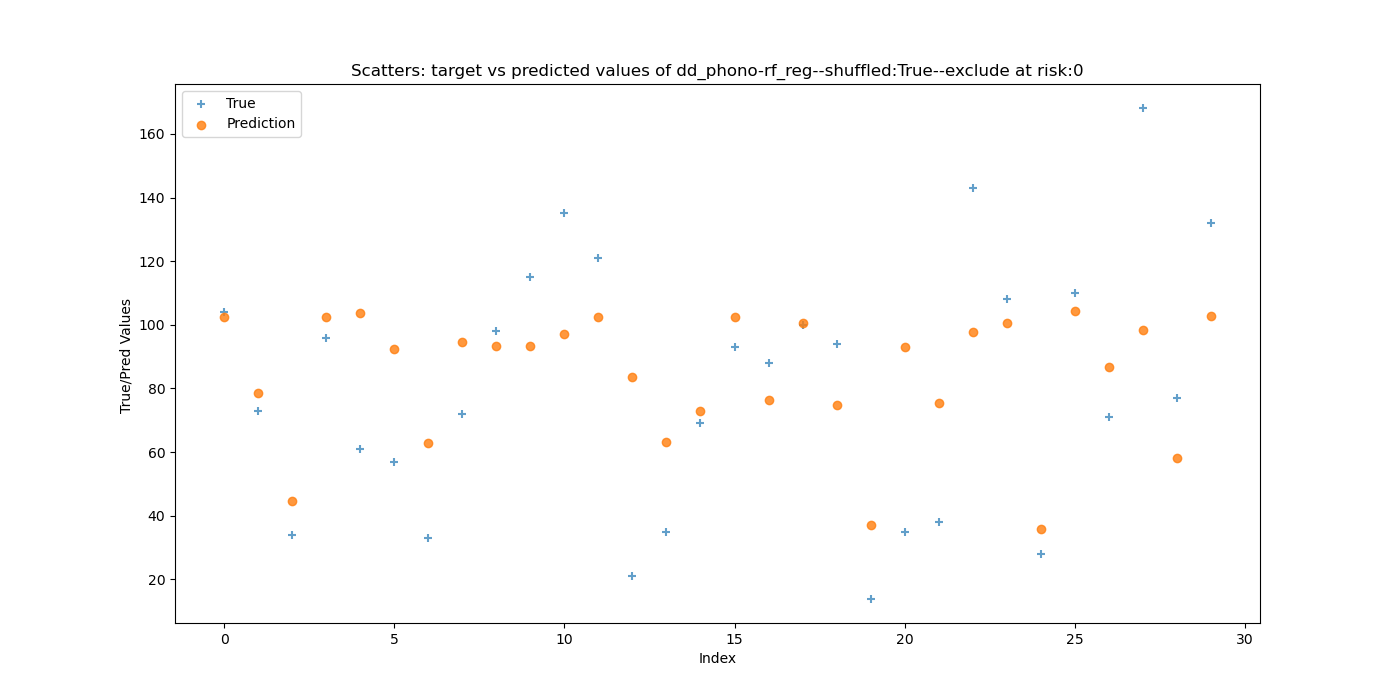 Scatters: target vs predicted values of dd_phono-rf_reg--shuffled:True--exclude at risk:0
True
Prediction
True/Pred Values
160
140
120
100
80
60
40
20
0 5 10 15 20 25 30
Index